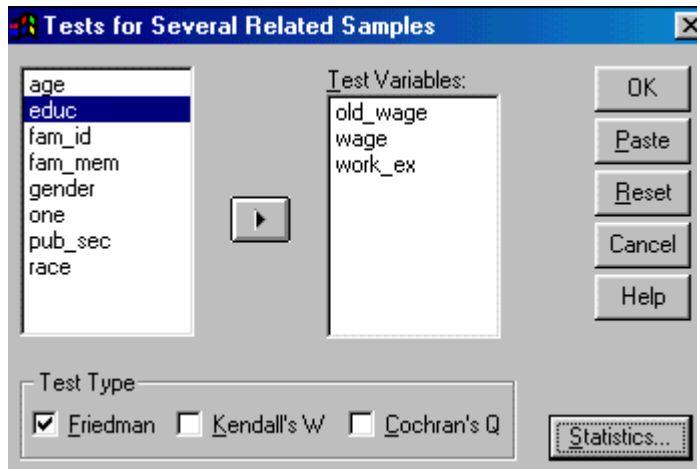 Tests for Several Related Samples
age
educ
fam_id
fam_mem
gender
one
pub_sec
race
Test Variables:
old_wage
wage
work_ex
OK
Paste
Reset
Cancel
Help
Test Type
Friedman
Kendall's W
Cochran's Q
Statistics...